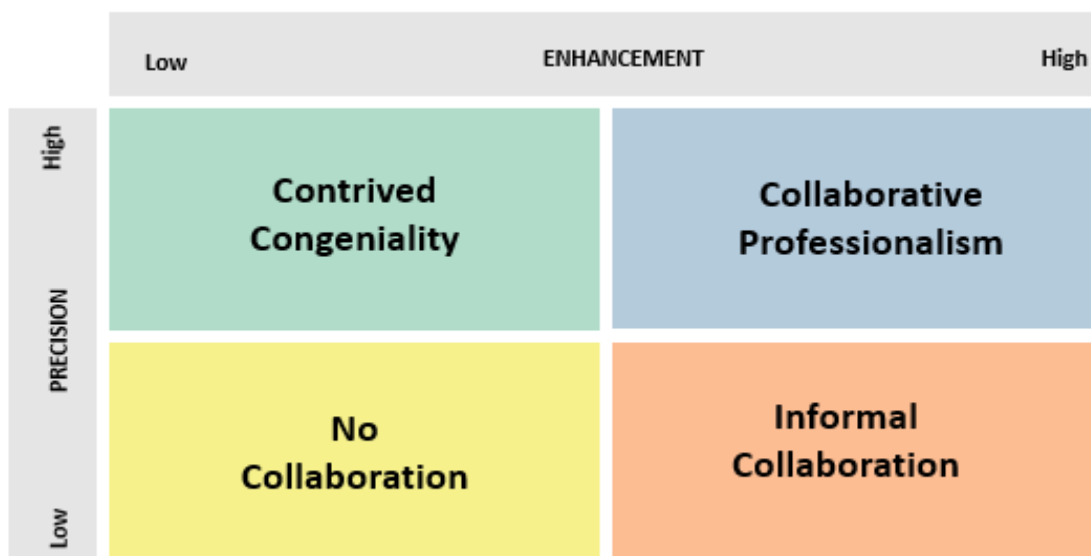 Low ENHANCEMENT High
High
Contrived
Congeniality
Collaborative
Professionalism
PRECISION
No
Collaboration
Informal
Collaboration
Low